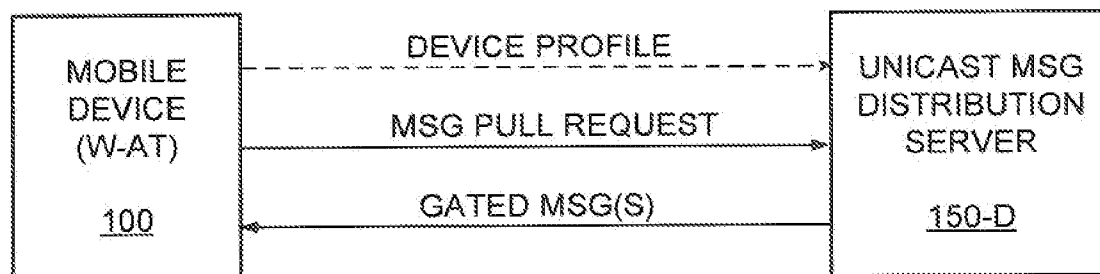 MOBILE
DEVICE
(W-AT)
100
DEVICE PROFILE
MSG PULL REQUEST
GATED MSG(S)
UNICAST MSG
DISTRIBUTION
SERVER
150-D